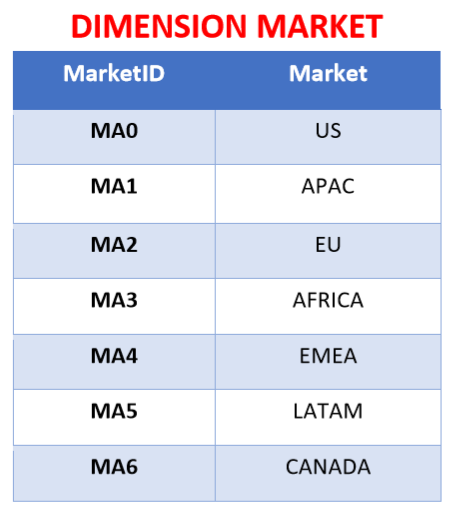 DIMENSION MARKET
MarketID Market
MA0 US
MA1 APAC
MA2 EU
MA3 AFRICA
MA4 EMEA
MA5 LATAM
MA6 CANADA